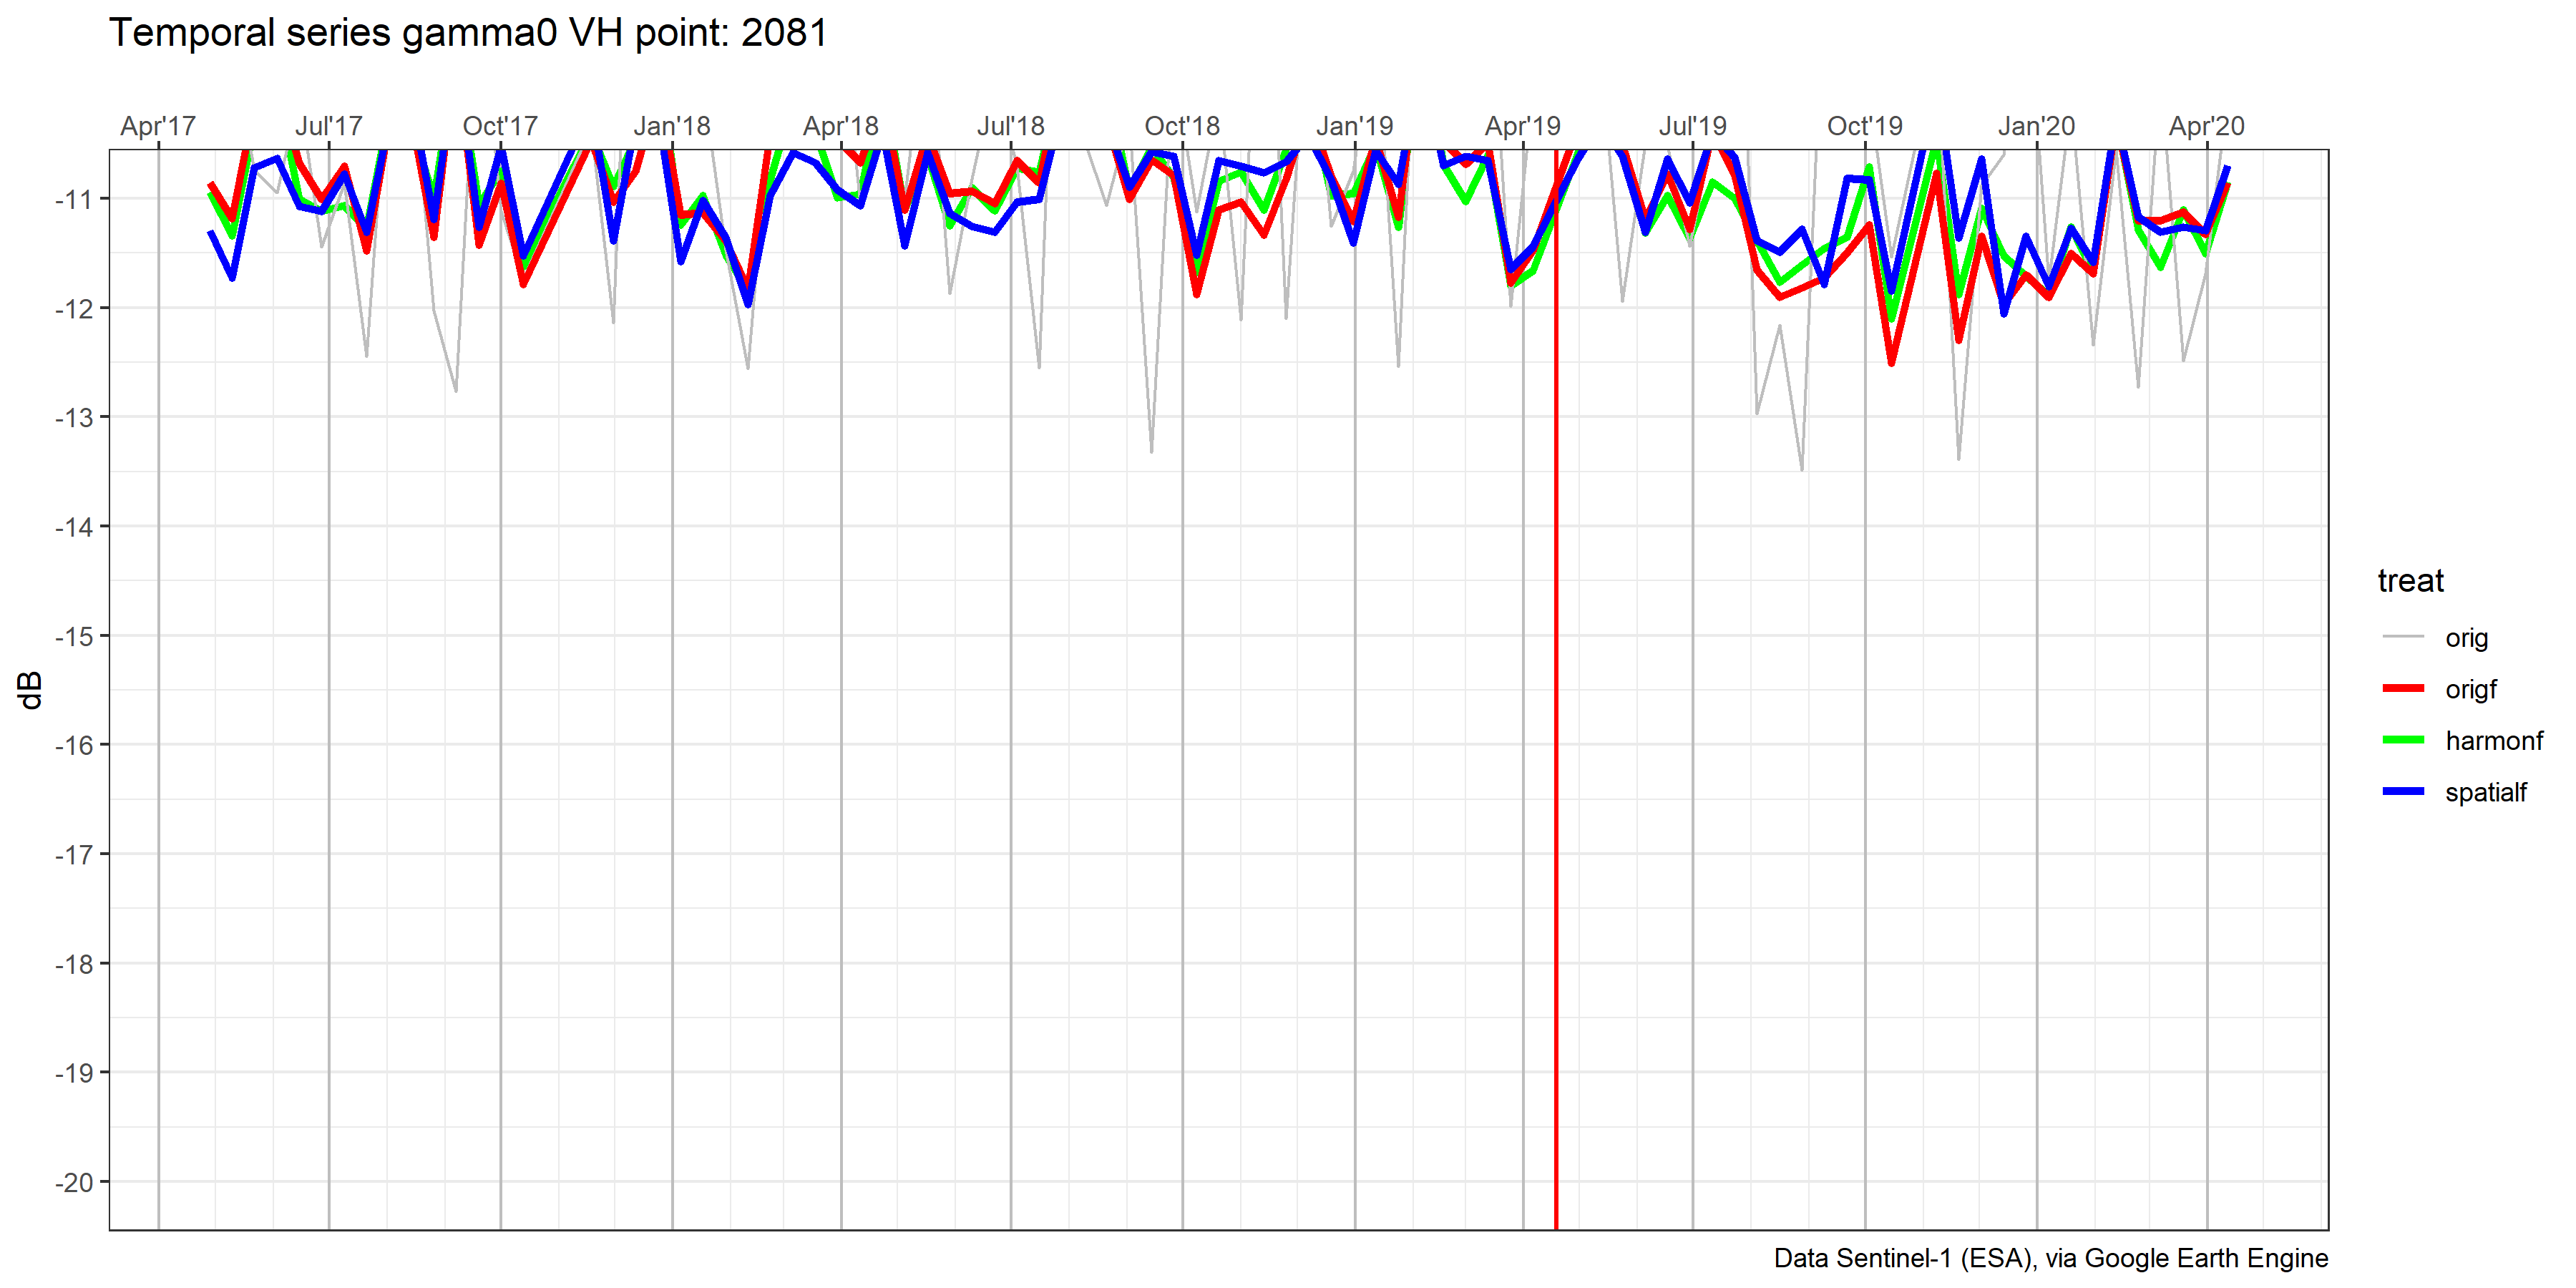 Temporal series gamma0 VH point: 2081
Apr'17 Jul'17 Oct'17 Jan'18 Apr'18 Jul'18 Oct'18 Jan'19 Apr'19 Jul'19 Oct'19 Jan'20 Apr'20
-11
-12
-13
-14
-15
-16
-17
-18
-19
-20
dB
treat
orig
origf
harmonf
spatialf
Data Sentinel-1 (ESA), via Google Earth Engine